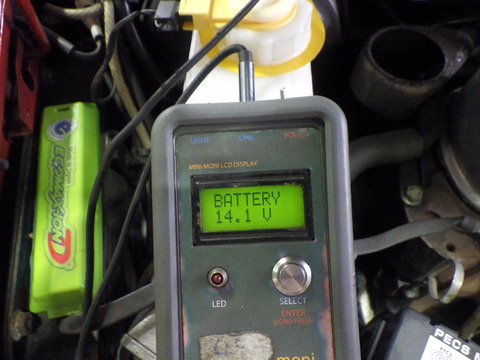 LIGHT LINK POWER
MINI-MONI LCD DISPLAY
BATTERY
14.1 V
LED
SELECT
ENTER
(LONG PRESS)
moni
PECS